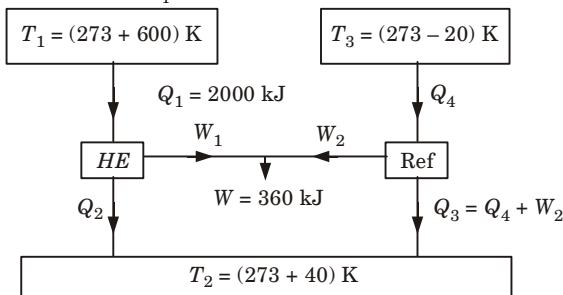 T₁ = (273 + 600) K
T₃ = (273 – 20) K
Q₁ = 2000 kJ
Q₄
W₁
W₂
HE
Ref
W = 360 kJ
Q₂
Q₃ = Q₄ + W₂
T₂ = (273 + 40) K